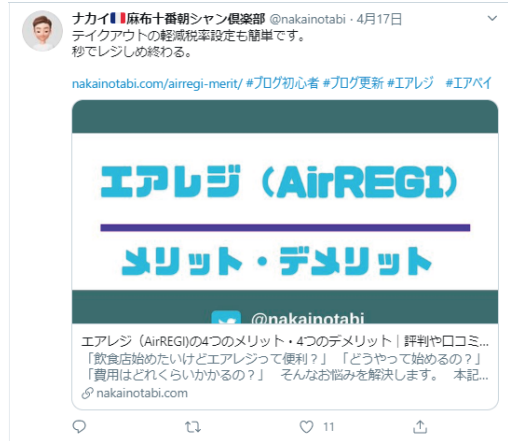 ナカイ🇫🇷麻布十番朝シャン倶楽部 @nakainotabi · 4月17日
テイクアウトの軽減税率設定も簡単です。
秒でレジしめ終わる。
nakainotabi.com/airregi-merit/ #ブログ初心者 #ブログ更新 #エアレジ #エアペイ
エアレジ（AirREGI）
メリット・デメリット
@nakainotabi
エアレジ（AirREGI)の4つのメリット・4つのデメリット｜評判や口コミ...
「飲食店始めたいけどエアレジって便利？」 「どうやって始めるの？」
「費用はどれくらいかかるの？」 そんなお悩みを解決します。 本記...
nakainotabi.com
11